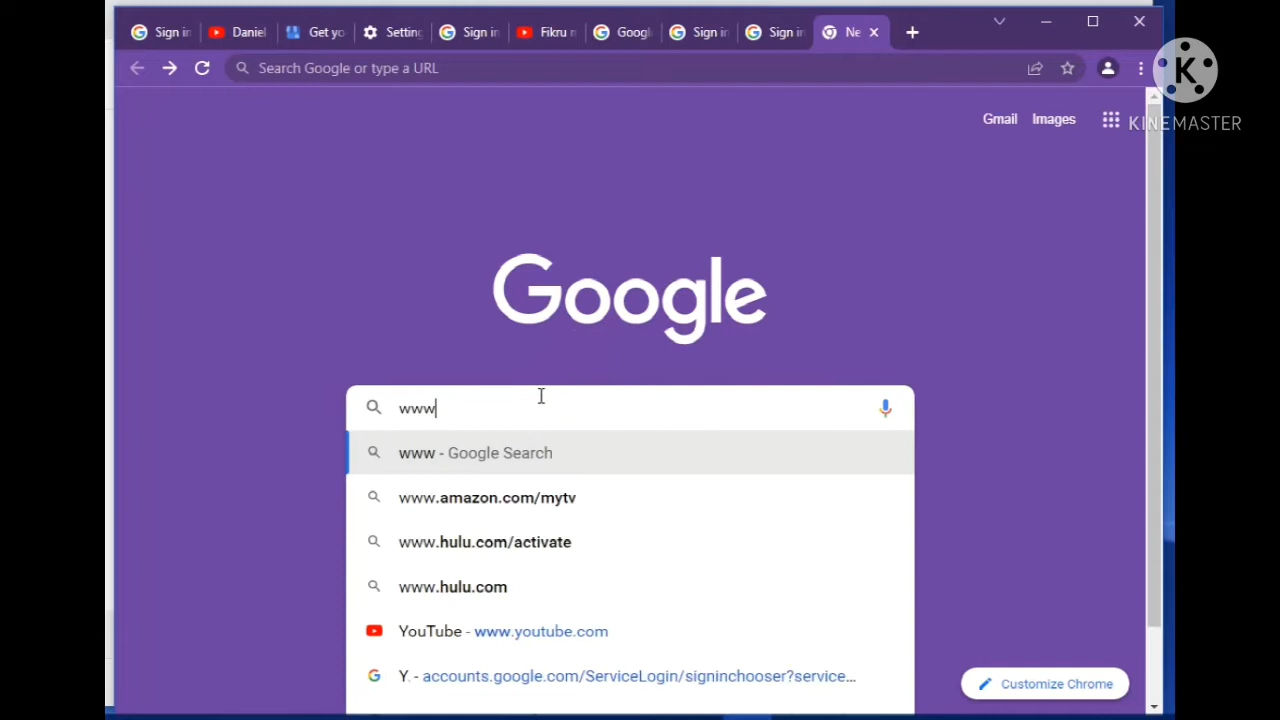 Sign in
Daniel
Get yo
Setting
Sign in
Fikru n
Googl
Sign in
Sign in
Ne
Search Google or type a URL
K
KINEMASTER
Gmail Images
Google
www
www - Google Search
www.amazon.com/mytv
www.hulu.com/activate
www.hulu.com
YouTube - www.youtube.com
Y. - accounts.google.com/ServiceLogin/signinchooser?service...
Customize Chrome